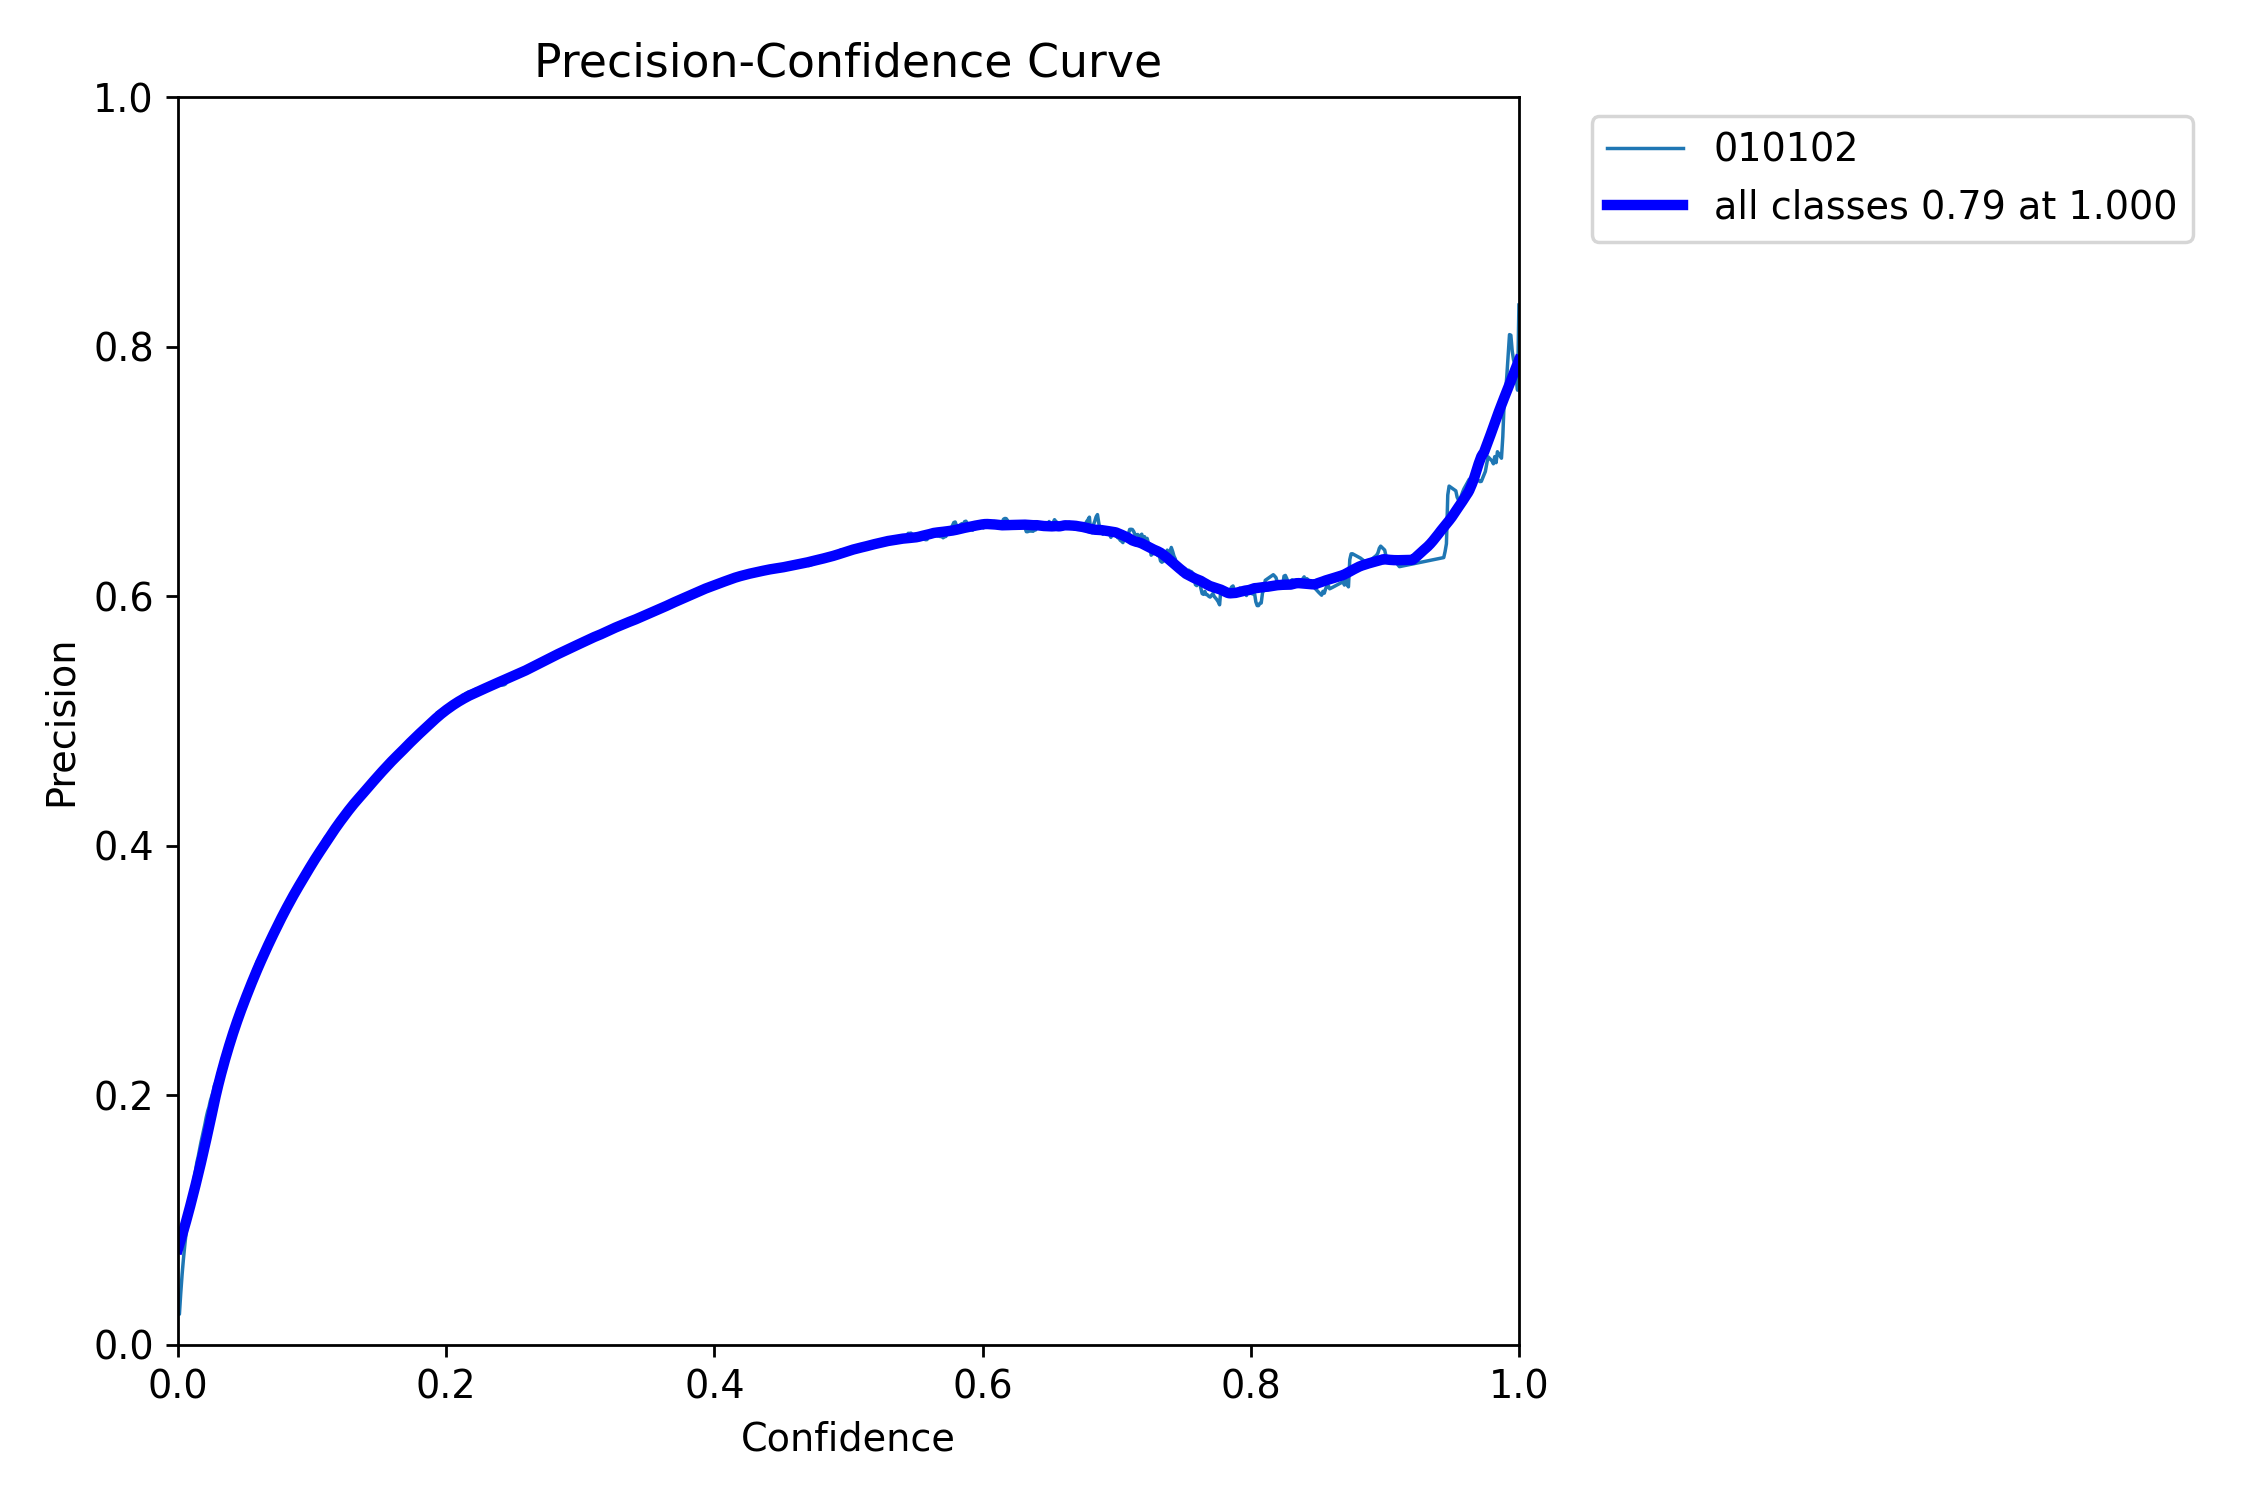 Precision-Confidence Curve
1.0
0.8
0.6
0.4
0.2
0.0
Precision
0.0 0.2 0.4 0.6 0.8 1.0
Confidence
010102
all classes 0.79 at 1.000